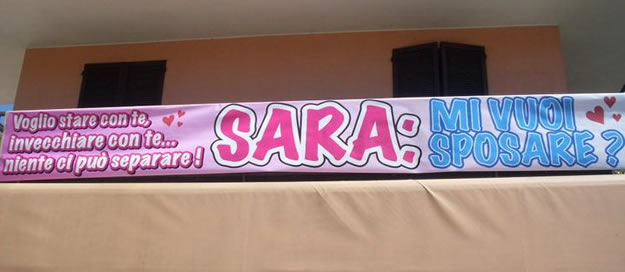 Voglio stare con te,
invecchiare con te...
niente ci può separare!
SARA:
MI VUOI
SPOSARE?